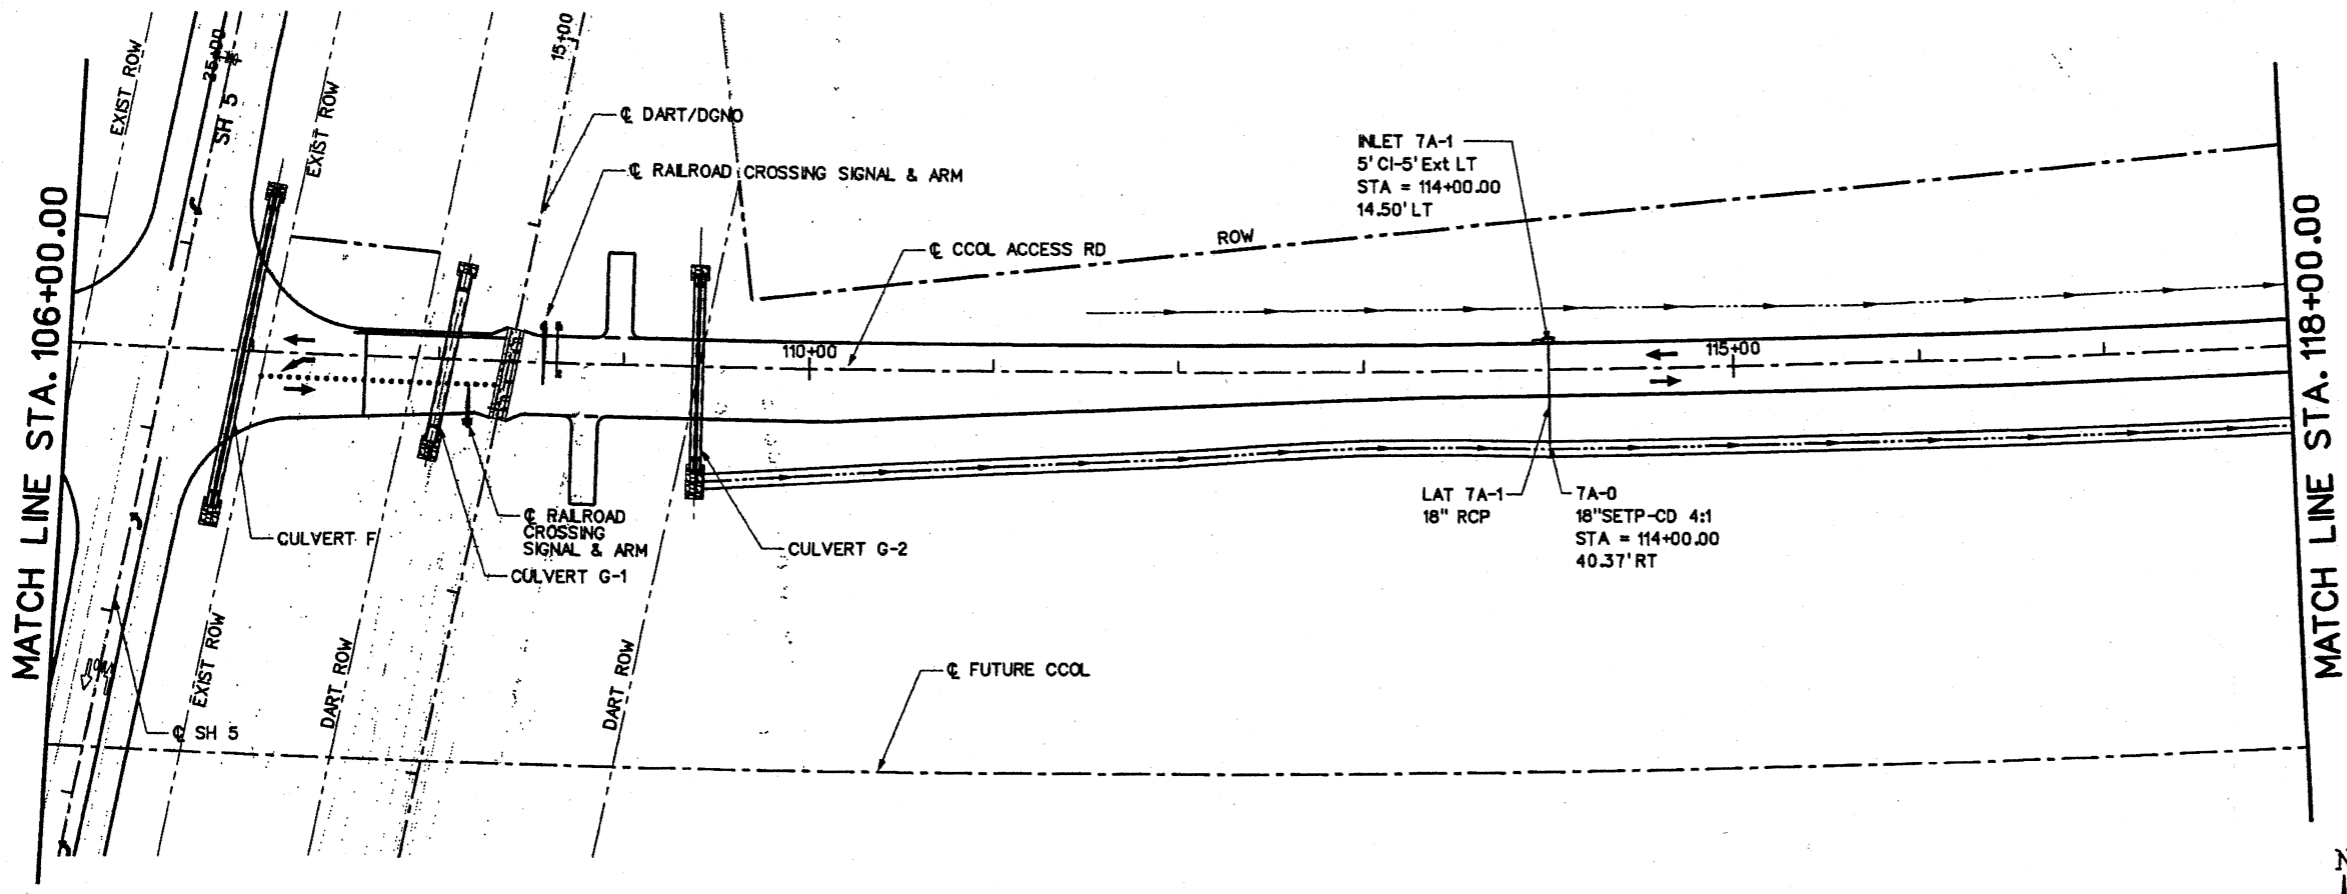 MATCH LINE STA. 106+00.00
EXIST ROW
25+00
SH 5
EXIST ROW
15+00
℄ DART/DGNO
℄ RAILROAD CROSSING SIGNAL & ARM
INLET 7A-1
5' CI-5' Ext LT
STA = 114+00.00
14.50' LT
℄ CCOL ACCESS RD
ROW
110+00
115+00
CULVERT F
℄ RAILROAD
CROSSING
SIGNAL & ARM
CULVERT G-1
CULVERT G-2
LAT 7A-1
18" RCP
7A-0
18"SETP-CD 4:1
STA = 114+00.00
40.37' RT
EXIST ROW
DART ROW
DART ROW
℄ SH 5
℄ FUTURE CCOL
MATCH LINE STA. 118+00.00
N